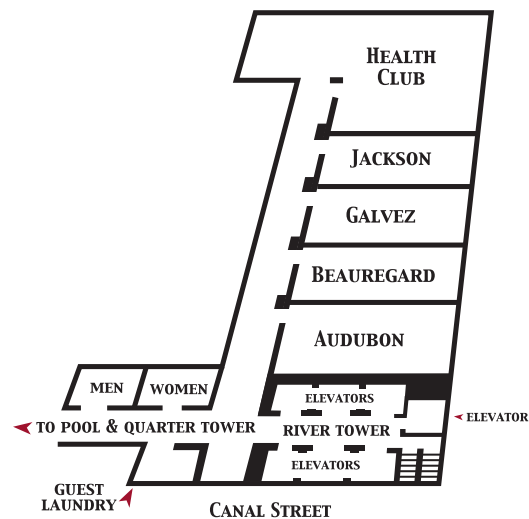 HEALTH
CLUB
JACKSON
GALVEZ
BEAUREGARD
AUDUBON
MEN
WOMEN
ELEVATORS
TO POOL & QUARTER TOWER
RIVER TOWER
ELEVATOR
ELEVATORS
GUEST
LAUNDRY
CANAL STREET